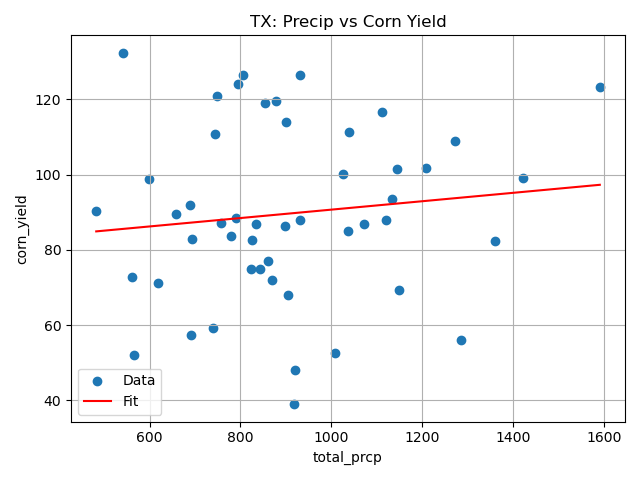 TX: Precip vs Corn Yield
corn_yield
120
100
80
60
40
Data
Fit
600 800 1000 1200 1400 1600
total_prcp